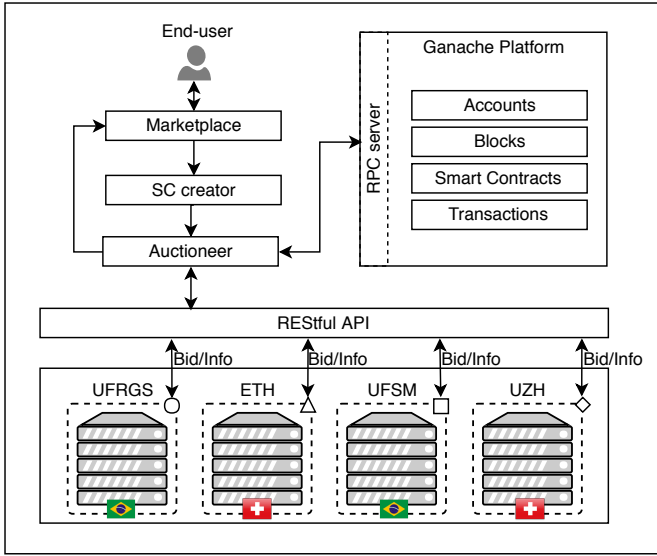 End-user
Marketplace
SC creator
Auctioneer
Ganache Platform
RPC server
Accounts
Blocks
Smart Contracts
Transactions
REStful API
Bid/Info Bid/Info Bid/Info Bid/Info
UFRGS ETH UFSM UZH